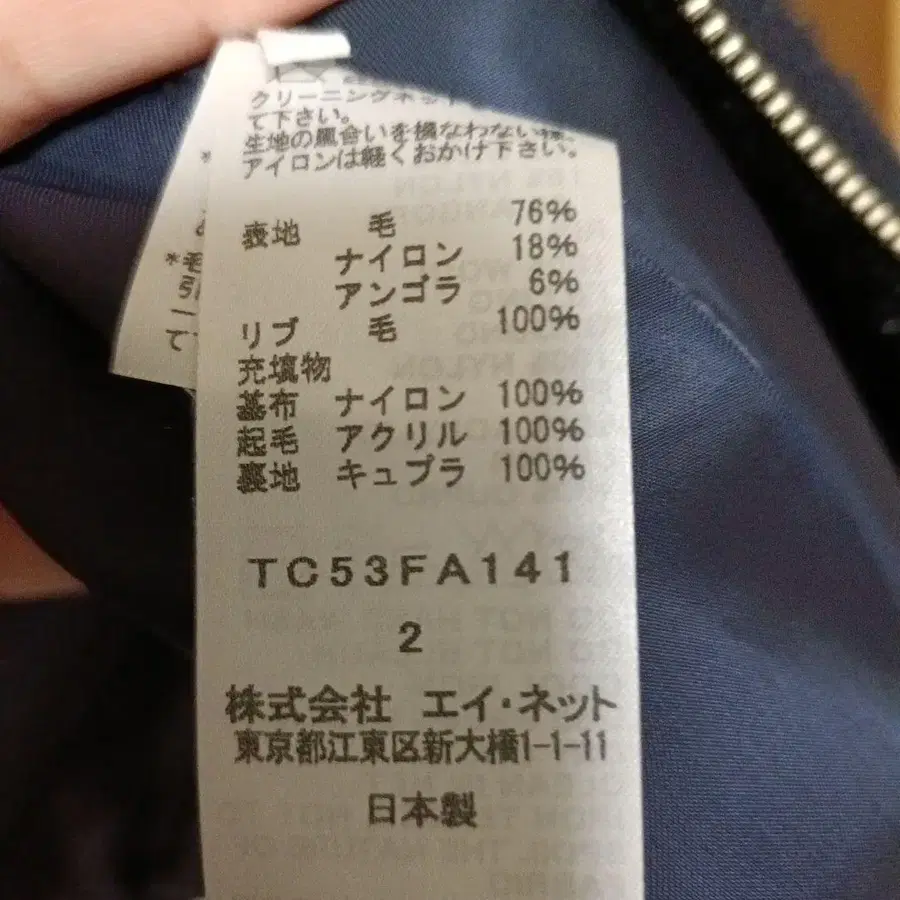 クリーニングネット
て下さい。
生地の風合いを損なわない様、
アイロンは軽くおかけ下さい。
*毛
表地 毛 76%
ナイロン 18%
アンゴラ 6%
リブ 毛 100%
充填物
基布 ナイロン 100%
起毛 アクリル 100%
裏地 キュプラ 100%
TC53FA141
2
株式会社 エイ・ネット
東京都江東区新大橋1-1-11
日本製